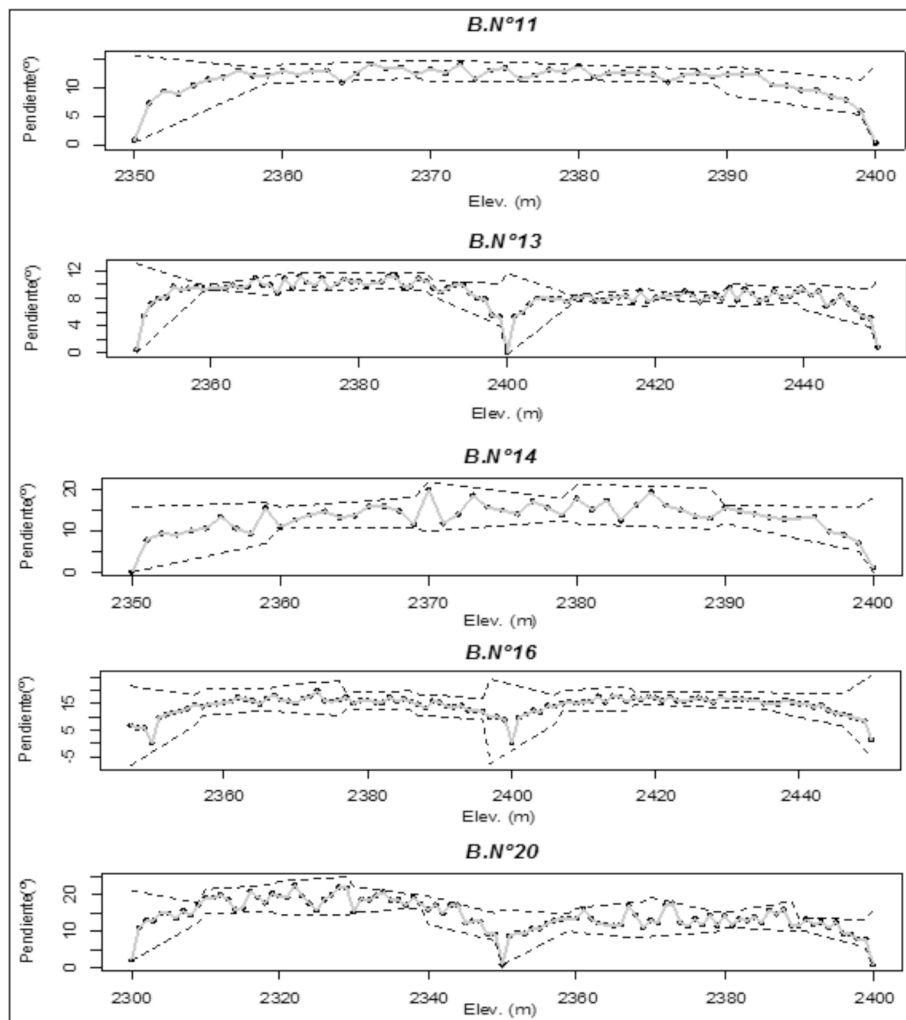 B.N°11
Pendiente(º)
10
5
0
2350 2360 2370 2380 2390 2400
Elev. (m)
B.N°13
Pendiente(º)
12
8
4
0
2360 2380 2400 2420 2440
Elev. (m)
B.N°14
Pendiente(º)
20
10
0
2350 2360 2370 2380 2390 2400
Elev. (m)
B.N°16
Pendiente(º)
15
5
-5
2360 2380 2400 2420 2440
Elev. (m)
B.N°20
Pendiente(º)
20
10
0
2300 2320 2340 2360 2380 2400
Elev. (m)